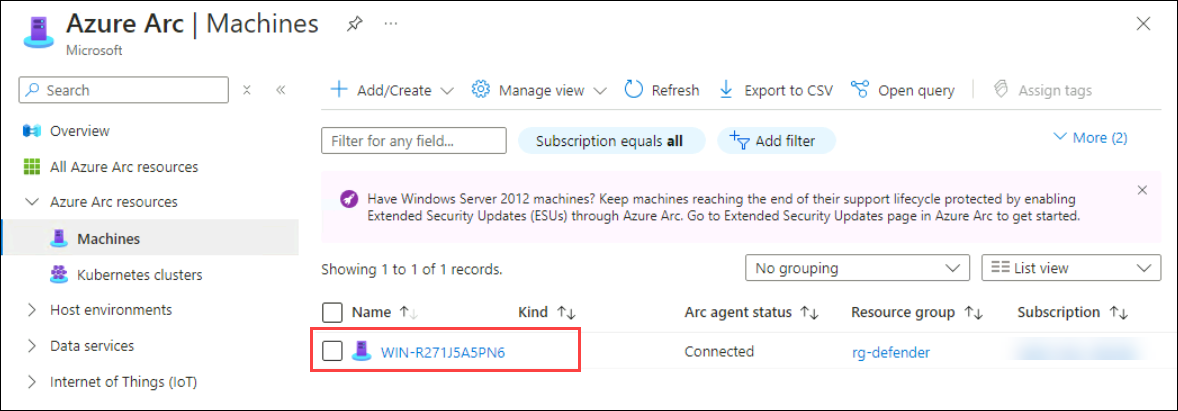 Azure Arc | Machines
Microsoft
Search
Add/Create
Manage view
Refresh
Export to CSV
Open query
Assign tags
Overview
All Azure Arc resources
Azure Arc resources
Machines
Kubernetes clusters
Host environments
Data services
Internet of Things (IoT)
Filter for any field...
Subscription equals all
Add filter
More (2)
Have Windows Server 2012 machines? Keep machines reaching the end of their support lifecycle protected by enabling
Extended Security Updates (ESUs) through Azure Arc. Go to Extended Security Updates page in Azure Arc to get started.
Showing 1 to 1 of 1 records.
No grouping
List view
Name Kind Arc agent status Resource group Subscription
WIN-R271J5A5PN6 Connected rg-defender